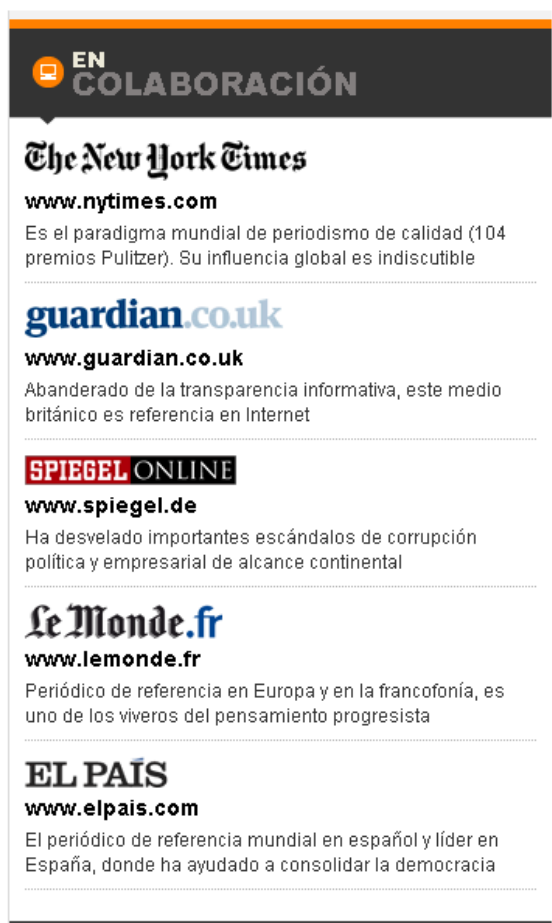 EN
COLABORACIÓN
The New York Times
www.nytimes.com
Es el paradigma mundial de periodismo de calidad (104
premios Pulitzer). Su influencia global es indiscutible
guardian.co.uk
www.guardian.co.uk
Abanderado de la transparencia informativa, este medio
británico es referencia en Internet
SPIEGEL ONLINE
www.spiegel.de
Ha desvelado importantes escándalos de corrupción
política y empresarial de alcance continental
Le Monde.fr
www.lemonde.fr
Periódico de referencia en Europa y en la francofonía, es
uno de los viveros del pensamiento progresista
EL PAÍS
www.elpais.com
El periódico de referencia mundial en español y líder en
España, donde ha ayudado a consolidar la democracia